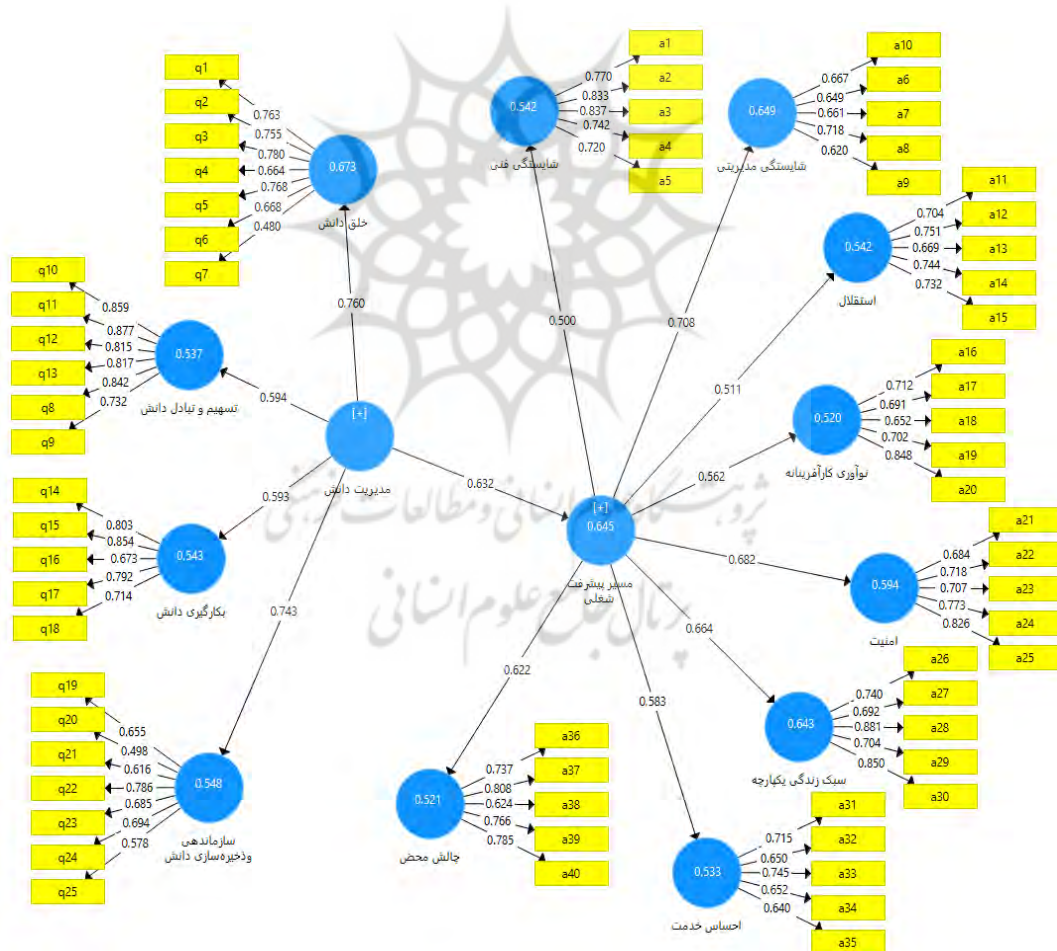 q1
q2
q3
q4
q5
q6
q7
0.763
0.755
0.780
0.664
0.768
0.668
0.480
0.673
خلق دانش
0.760
a1
a2
a3
a4
a5
0.770
0.833
0.837
0.742
0.720
0.542
شایستگی فنی
0.500
a10
a6
a7
a8
a9
0.667
0.649
0.661
0.718
0.620
0.649
شایستگی مدیریتی
0.708
a11
a12
a13
a14
a15
0.704
0.751
0.669
0.744
0.732
0.542
استقلال
0.511
q10
q11
q12
q13
q8
q9
0.859
0.877
0.815
0.817
0.842
0.732
0.537
تسهیم و تبادل دانش
0.594
[+]
مدیریت دانش
0.632
a16
a17
a18
a19
a20
0.712
0.691
0.652
0.702
0.848
0.520
نوآوری کارآفرینانه
0.562
پژوهشگاه علوم انسانی و مطالعات فرهنگی
پرتال جامع علوم انسانی
q14
q15
q16
q17
q18
0.803
0.854
0.673
0.792
0.714
0.543
بکارگیری دانش
0.593
[+]
0.645
مسیر پیشرفت
شغلی
a21
a22
a23
a24
a25
0.684
0.718
0.707
0.773
0.826
0.594
امنیت
0.682
q19
q20
q21
q22
q23
q24
q25
0.655
0.498
0.616
0.786
0.685
0.694
0.578
0.548
سازماندهی
وذخیره‌سازی دانش
0.743
a26
a27
a28
a29
a30
0.740
0.692
0.881
0.704
0.850
0.643
سبک زندگی یکپارچه
0.664
a36
a37
a38
a39
a40
0.737
0.808
0.624
0.766
0.785
0.521
چالش محض
0.622
a31
a32
a33
a34
a35
0.715
0.650
0.745
0.652
0.640
0.533
احساس خدمت
0.583